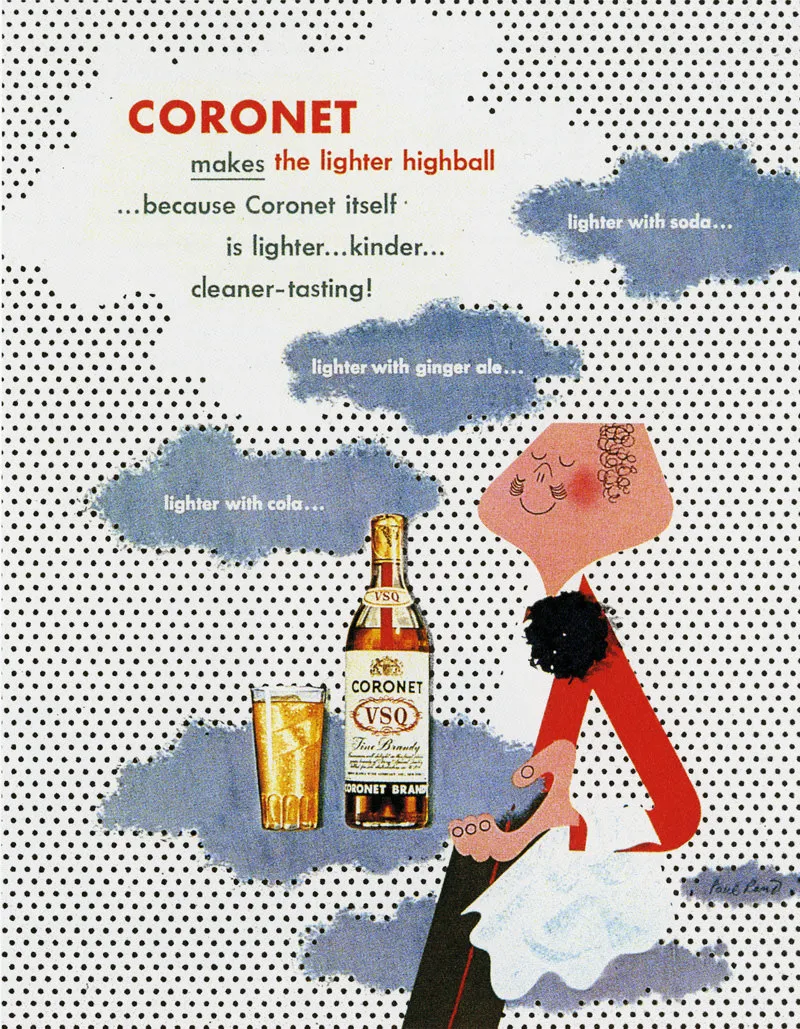 CORONET
makes the lighter highball
...because Coronet itself
is lighter...kinder...
cleaner-tasting!
lighter with soda...
lighter with ginger ale...
lighter with cola...
VSQ
CORONET
VSQ
Fine Brandy
CORONET BRAND
Paul Rand